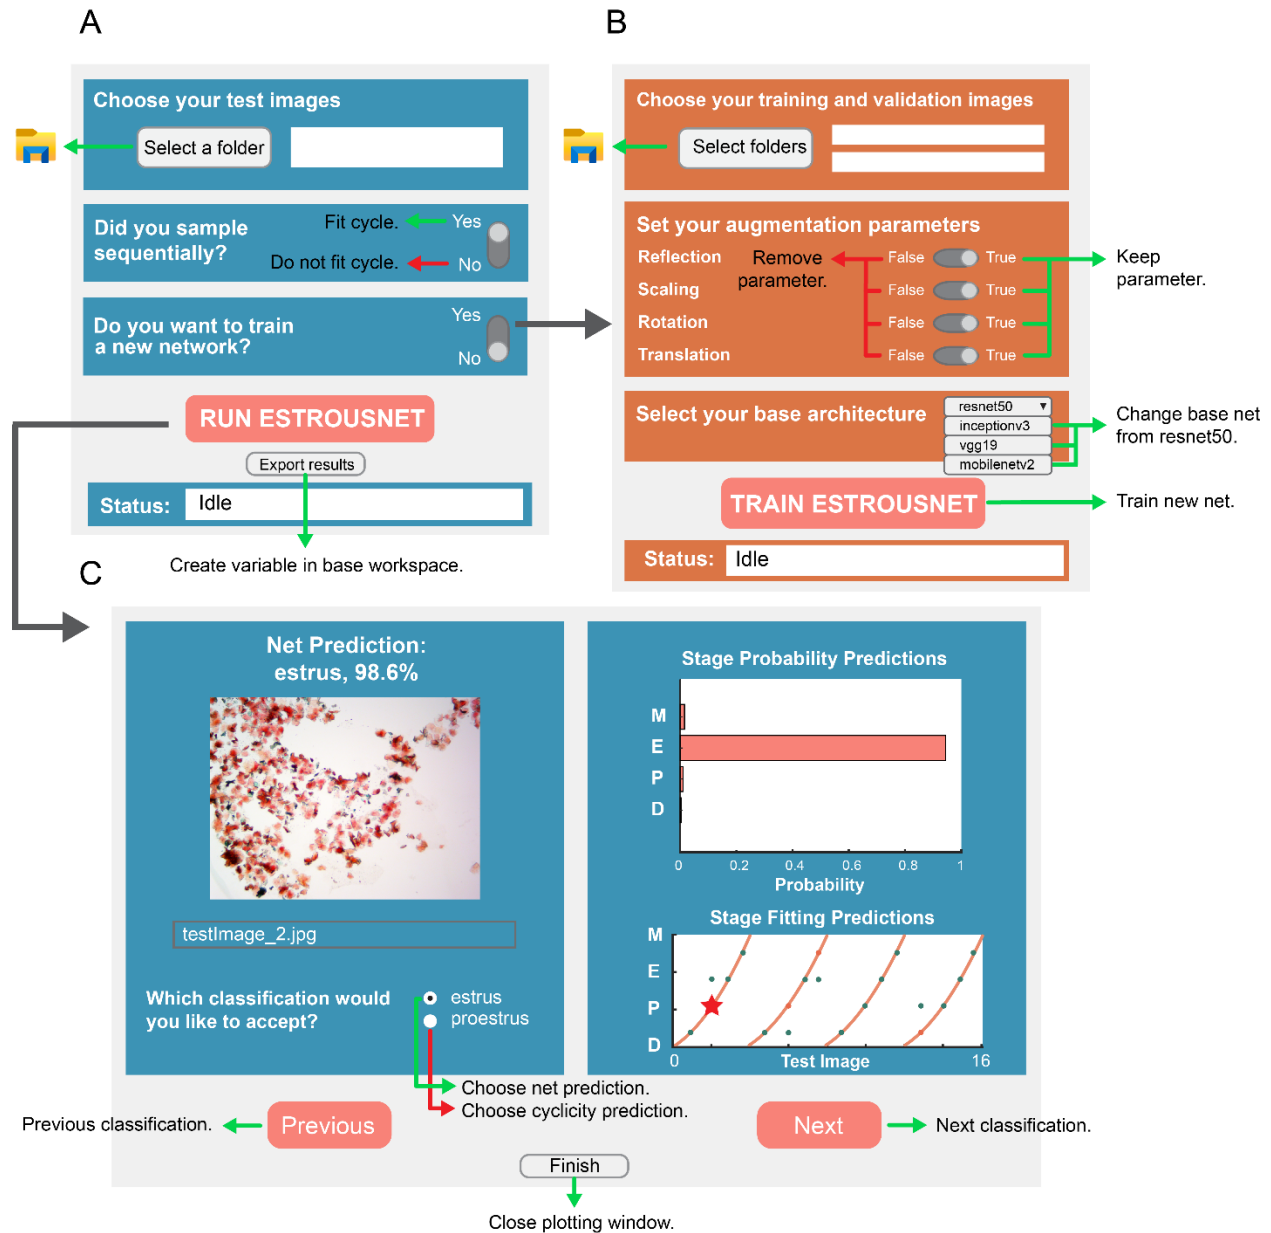 A
Choose your test images
Select a folder
Did you sample
sequentially?
Fit cycle.
Yes
Do not fit cycle.
No
Do you want to train
a new network?
Yes
No
RUN ESTROUSNET
Export results
Status:
Idle
Create variable in base workspace.
B
Choose your training and validation images
Select folders
Set your augmentation parameters
Reflection
Remove
parameter.
False
True
Keep
parameter.
Scaling
False
True
Rotation
False
True
Translation
False
True
Select your base architecture
resnet50
inceptionv3
vgg19
mobilenetv2
Change base net
from resnet50.
TRAIN ESTROUSNET
Train new net.
Status:
Idle
C
Net Prediction:
estrus, 98.6%
testImage_2.jpg
Which classification would
you like to accept?
estrus
proestrus
Choose net prediction.
Choose cyclicity prediction.
Stage Probability Predictions
M
E
P
D
0 0.2 0.4 0.6 0.8 1
Probability
Stage Fitting Predictions
M
E
P
D
0 16
Test Image
Previous classification.
Previous
Next
Next classification.
Finish
Close plotting window.